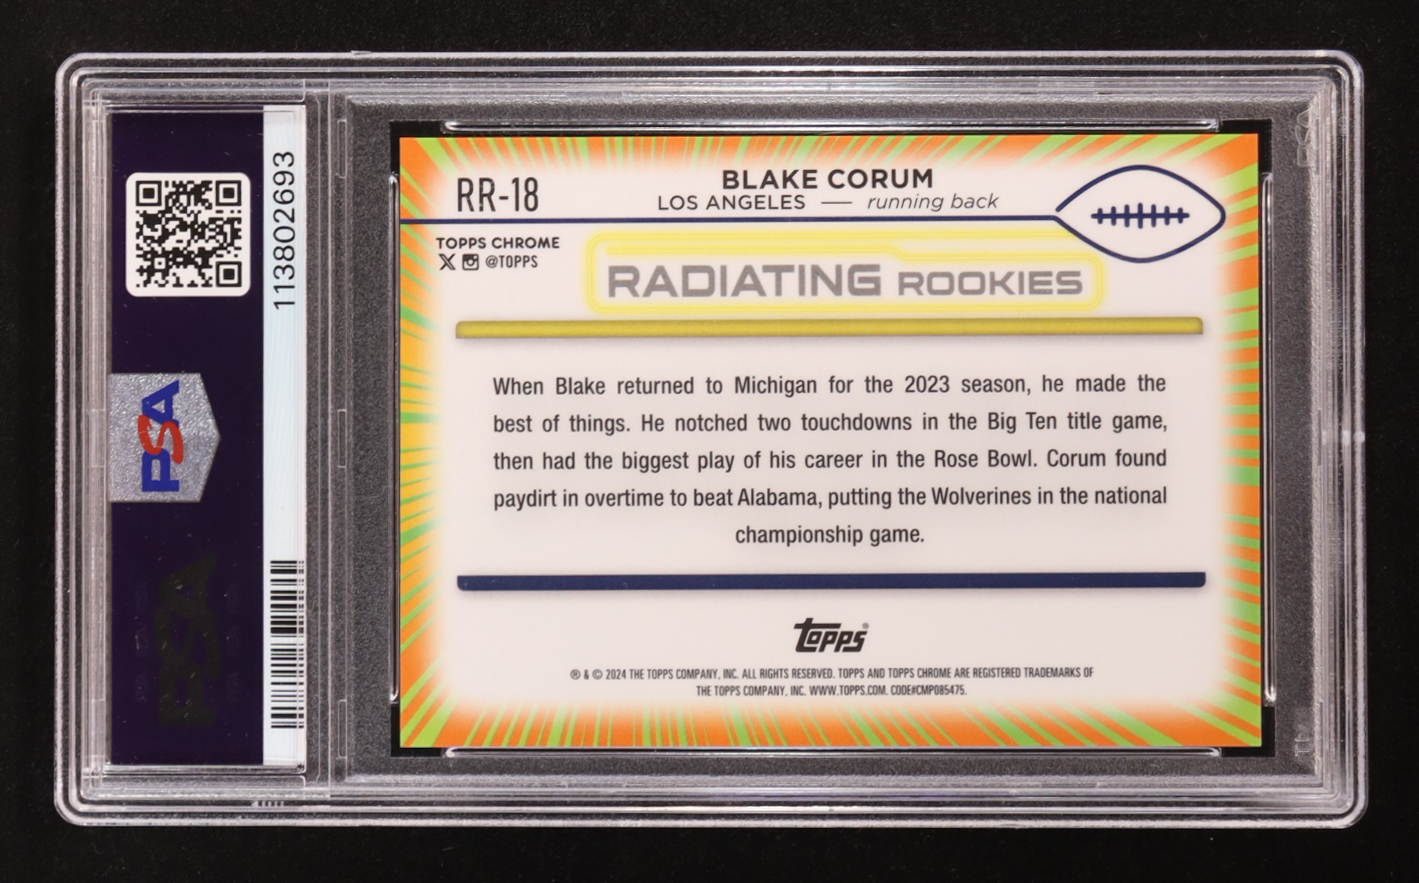 113802693
PSA
PSA
RR-18
BLAKE CORUM
LOS ANGELES — running back
TOPPS CHROME
X @TOPPS
RADIATING ROOKIES
When Blake returned to Michigan for the 2023 season, he made the
best of things. He notched two touchdowns in the Big Ten title game,
then had the biggest play of his career in the Rose Bowl. Corum found
paydirt in overtime to beat Alabama, putting the Wolverines in the national
championship game.
Topps®
® & © 2024 THE TOPPS COMPANY, INC. ALL RIGHTS RESERVED. TOPPS AND TOPPS CHROME ARE REGISTERED TRADEMARKS OF
THE TOPPS COMPANY, INC. WWW.TOPPS.COM. CODE#CMP085475.